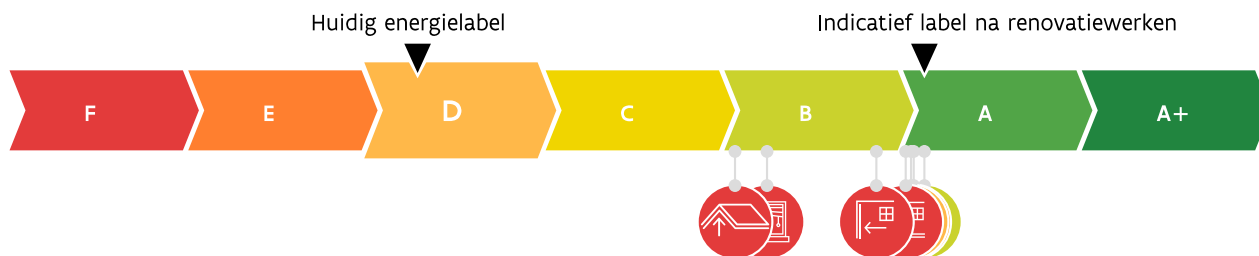 Huidig energielabel Indicatief label na renovatiewerken
F E D C B A A+